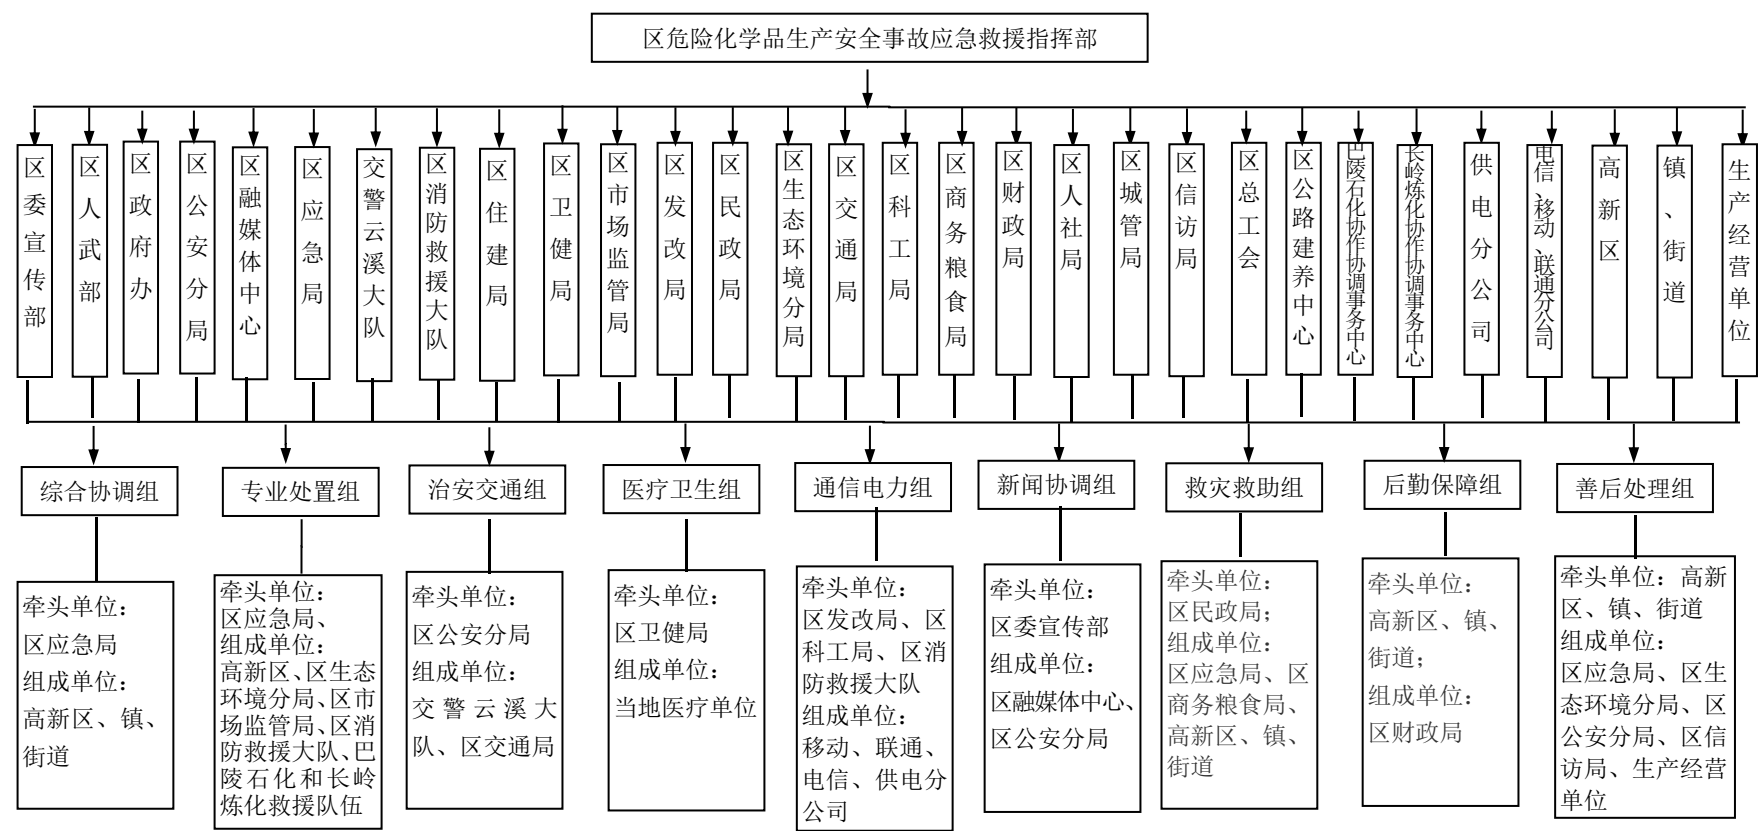 区危险化学品生产安全事故应急救援指挥部
区委宣传部
区人武部
区政府办
区公安分局
区融媒体中心
区应急局
交警云溪大队
区消防救援大队
区住建局
区卫健局
区市场监管局
区发改局
区民政局
区生态环境分局
区交通局
区科工局
区商务粮食局
区财政局
区人社局
区城管局
区信访局
区总工会
区公路建养中心
巴陵石化协作协调事务中心
长岭炼化协作协调事务中心
供电分公司
电信、移动、联通分公司
高新区
镇、街道
生产经营单位
综合协调组
专业处置组
治安交通组
医疗卫生组
通信电力组
新闻协调组
救灾救助组
后勤保障组
善后处理组
牵头单位：
区应急局
组成单位：
高新区、镇、
街道
牵头单位：
区应急局、
组成单位：
高新区、区生态
环境分局、区市
场监管局、区消
防救援大队、巴
陵石化和长岭
炼化救援队伍
牵头单位：
区公安分局
组成单位：
交警云溪大
队、区交通局
牵头单位：
区卫健局
组成单位：
当地医疗单位
牵头单位：
区发改局、区
科工局、区消
防救援大队
组成单位：
移动、联通、
电信、供电分
公司
牵头单位：
区委宣传部
组成单位：
区融媒体中心、
区公安分局
牵头单位：
区民政局；
组成单位：
区应急局、区
商务粮食局、
高新区、镇、
街道
牵头单位：
高新区、镇、
街道；
组成单位：
区财政局
牵头单位：高新
区、镇、街道
组成单位：
区应急局、区生
态环境分局、区
公安分局、区信
访局、生产经营
单位